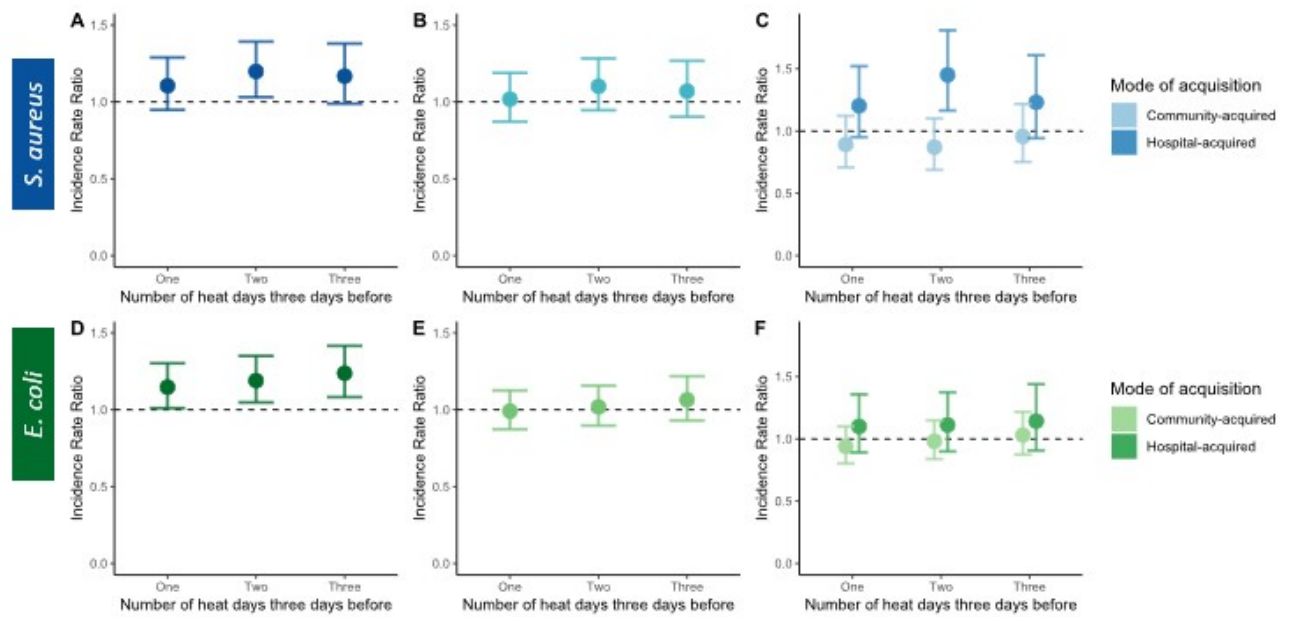 S. aureus
A
1.5
1.0
0.5
0.0
Incidence Rate Ratio
One Two Three
Number of heat days three days before
B
1.5
1.0
0.5
0.0
Incidence Rate Ratio
One Two Three
Number of heat days three days before
C
1.5
1.0
0.5
0.0
Incidence Rate Ratio
One Two Three
Number of heat days three days before
Mode of acquisition
Community-acquired
Hospital-acquired
E. coli
D
1.5
1.0
0.5
0.0
Incidence Rate Ratio
One Two Three
Number of heat days three days before
E
1.5
1.0
0.5
0.0
Incidence Rate Ratio
One Two Three
Number of heat days three days before
F
1.5
1.0
0.5
0.0
Incidence Rate Ratio
One Two Three
Number of heat days three days before
Mode of acquisition
Community-acquired
Hospital-acquired